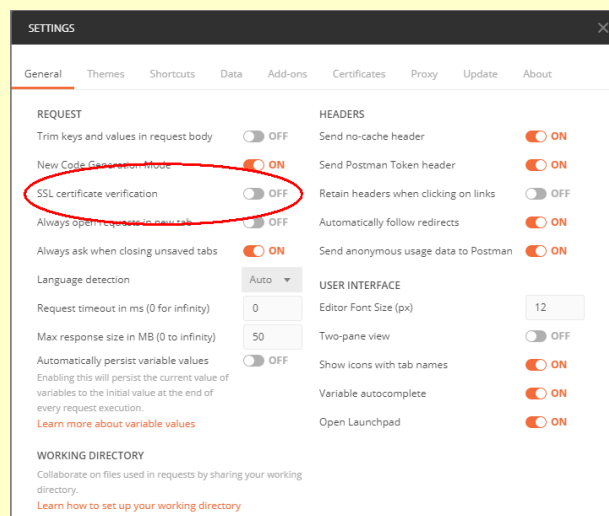 SETTINGS
General Themes Shortcuts Data Add-ons Certificates Proxy Update About
REQUEST
Trim keys and values in request body OFF
New Code Generation Mode ON
SSL certificate verification OFF
Always open requests in new tab OFF
Always ask when closing unsaved tabs ON
Language detection Auto
Request timeout in ms (0 for infinity) 0
Max response size in MB (0 to infinity) 50
Automatically persist variable values OFF
Enabling this will persist the current value of
variables to the initial value at the end of
every request execution.
Learn more about variable values
WORKING DIRECTORY
Collaborate on files used in requests by sharing your working
directory.
Learn how to set up your working directory
HEADERS
Send no-cache header ON
Send Postman Token header ON
Retain headers when clicking on links OFF
Automatically follow redirects ON
Send anonymous usage data to Postman ON
USER INTERFACE
Editor Font Size (px) 12
Two-pane view OFF
Show icons with tab names ON
Variable autocomplete ON
Open Launchpad ON